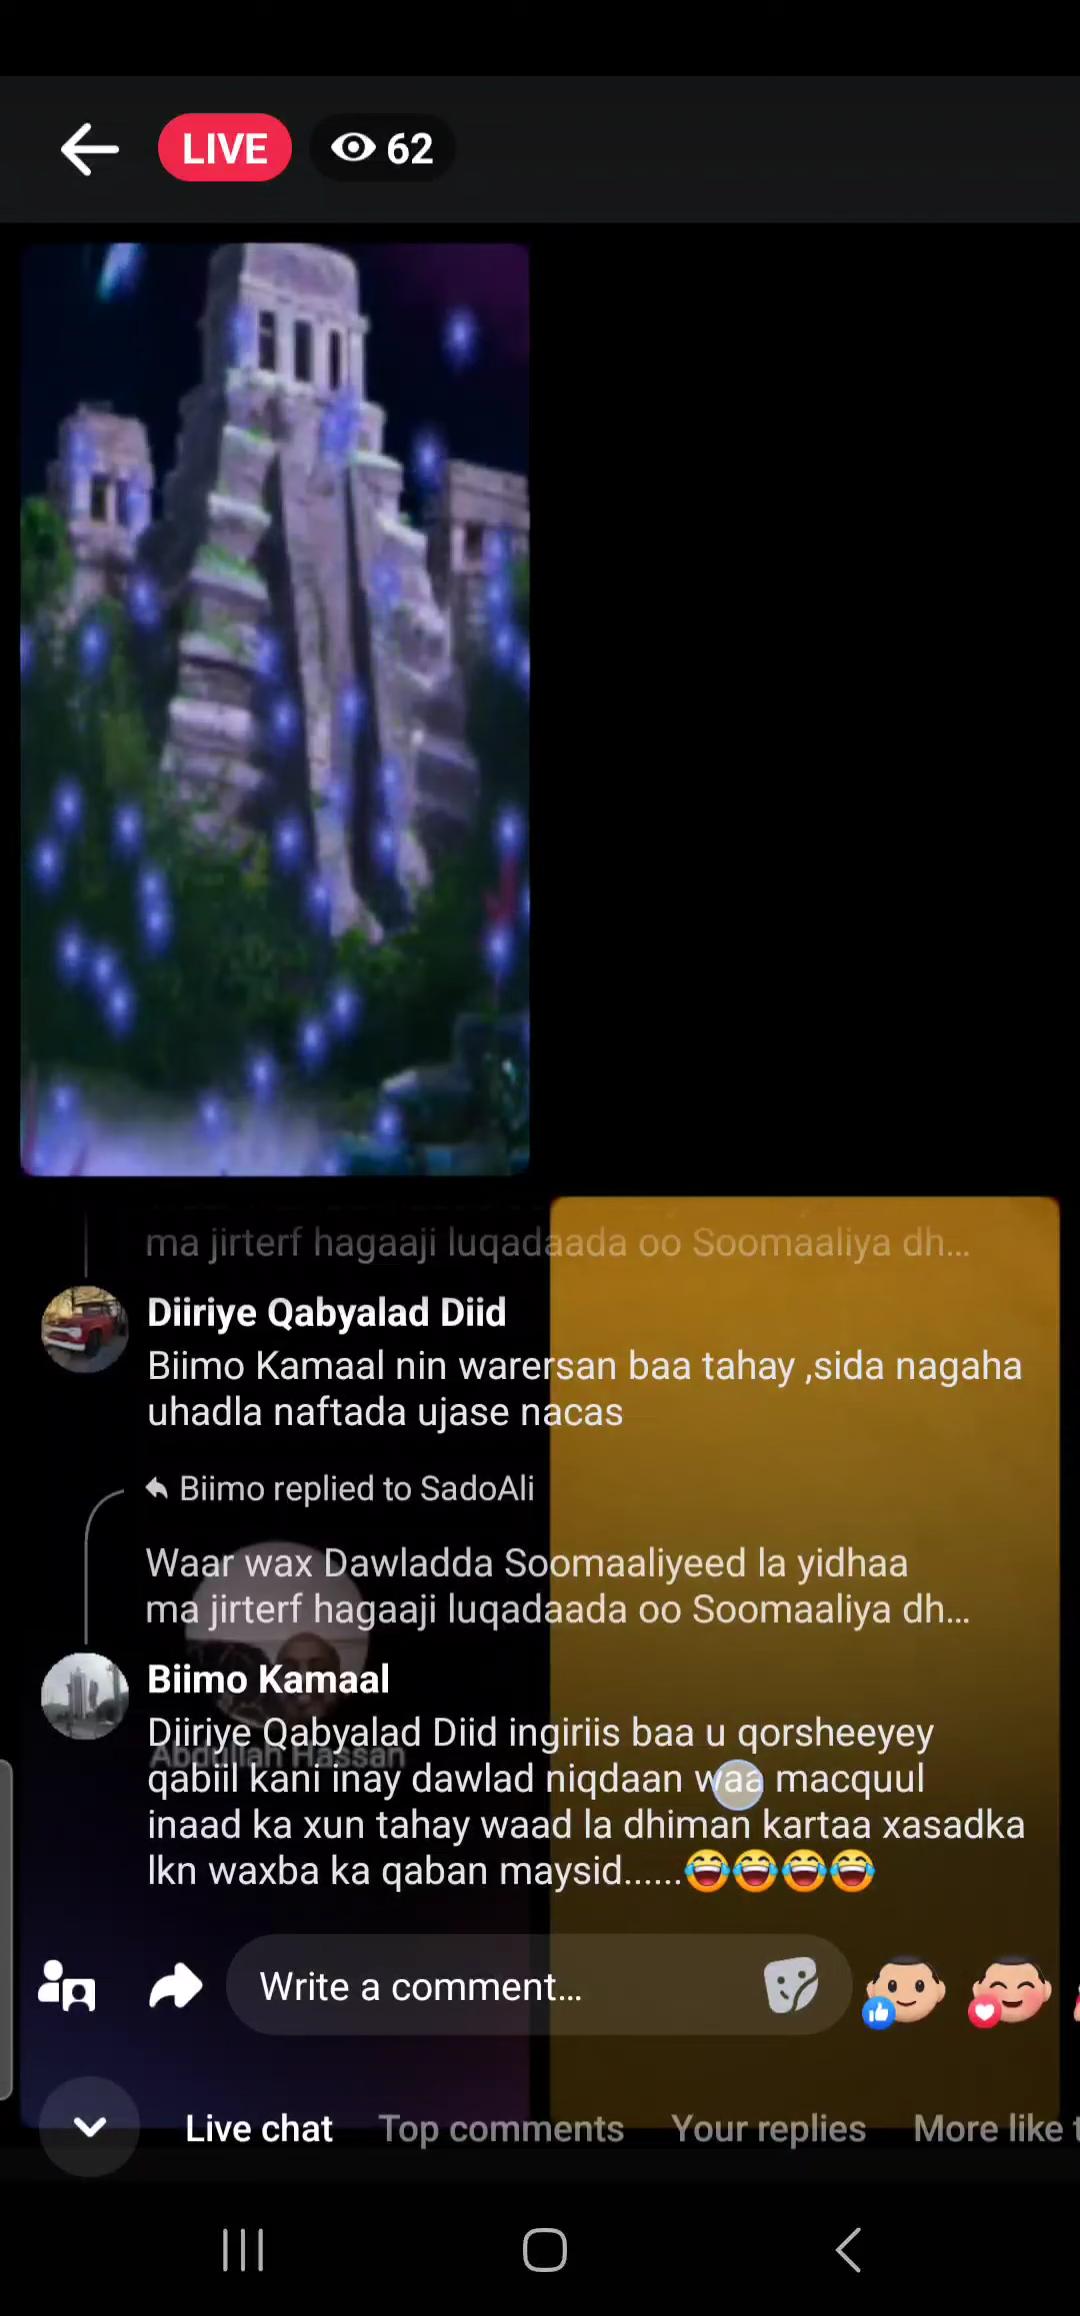 LIVE 62
ma jirterf hagaaji luqadaada oo Soomaaliya dh...
Diiriye Qabyalad Diid
Biimo Kamaal nin warersan baa tahay ,sida nagaha
uhadla naftada ujase nacas
Biimo replied to SadoAli
Waar wax Dawladda Soomaaliyeed la yidhaa
ma jirterf hagaaji luqadaada oo Soomaaliya dh...
Biimo Kamaal
Diiriye Qabyalad Diid ingiriis baa u qorsheeyey
Abdullah Hassan
qabiil kani inay dawlad niqdaan waa macquul
inaad ka xun tahay waad la dhiman kartaa xasadka
lkn waxba ka qaban maysid......😂😂😂😂
Write a comment...
Live chat Top comments Your replies More like